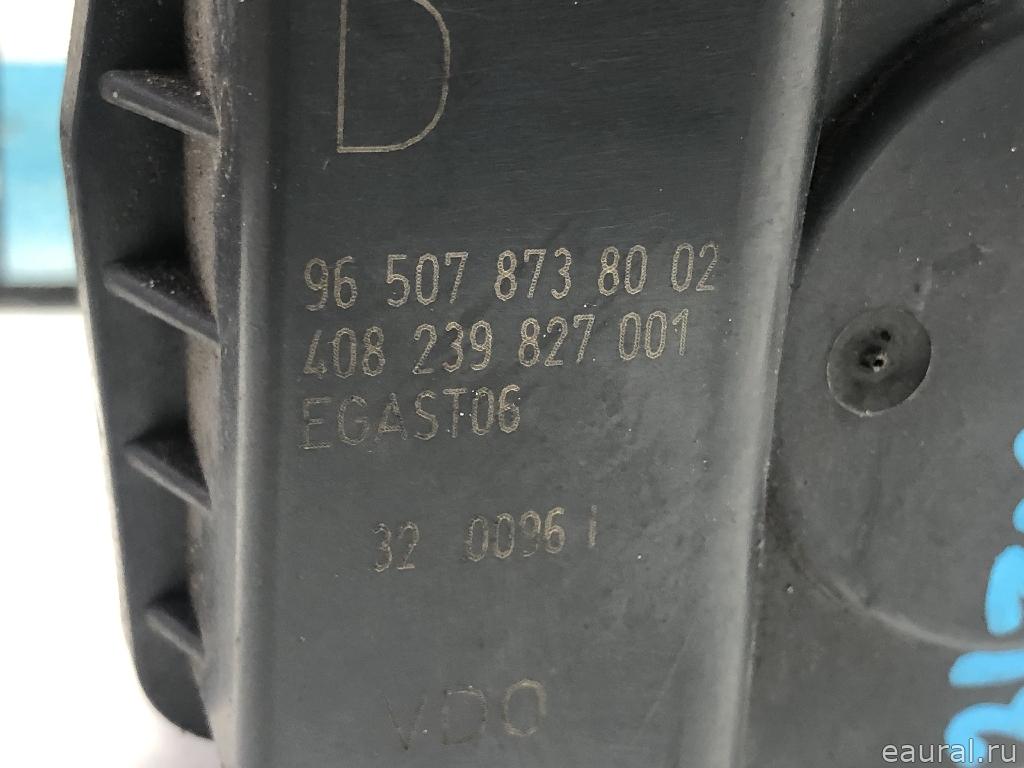 D
96 507 873 80 02
408 239 827 001
EGAST06
32 0096 i
VDO
eaural.ru